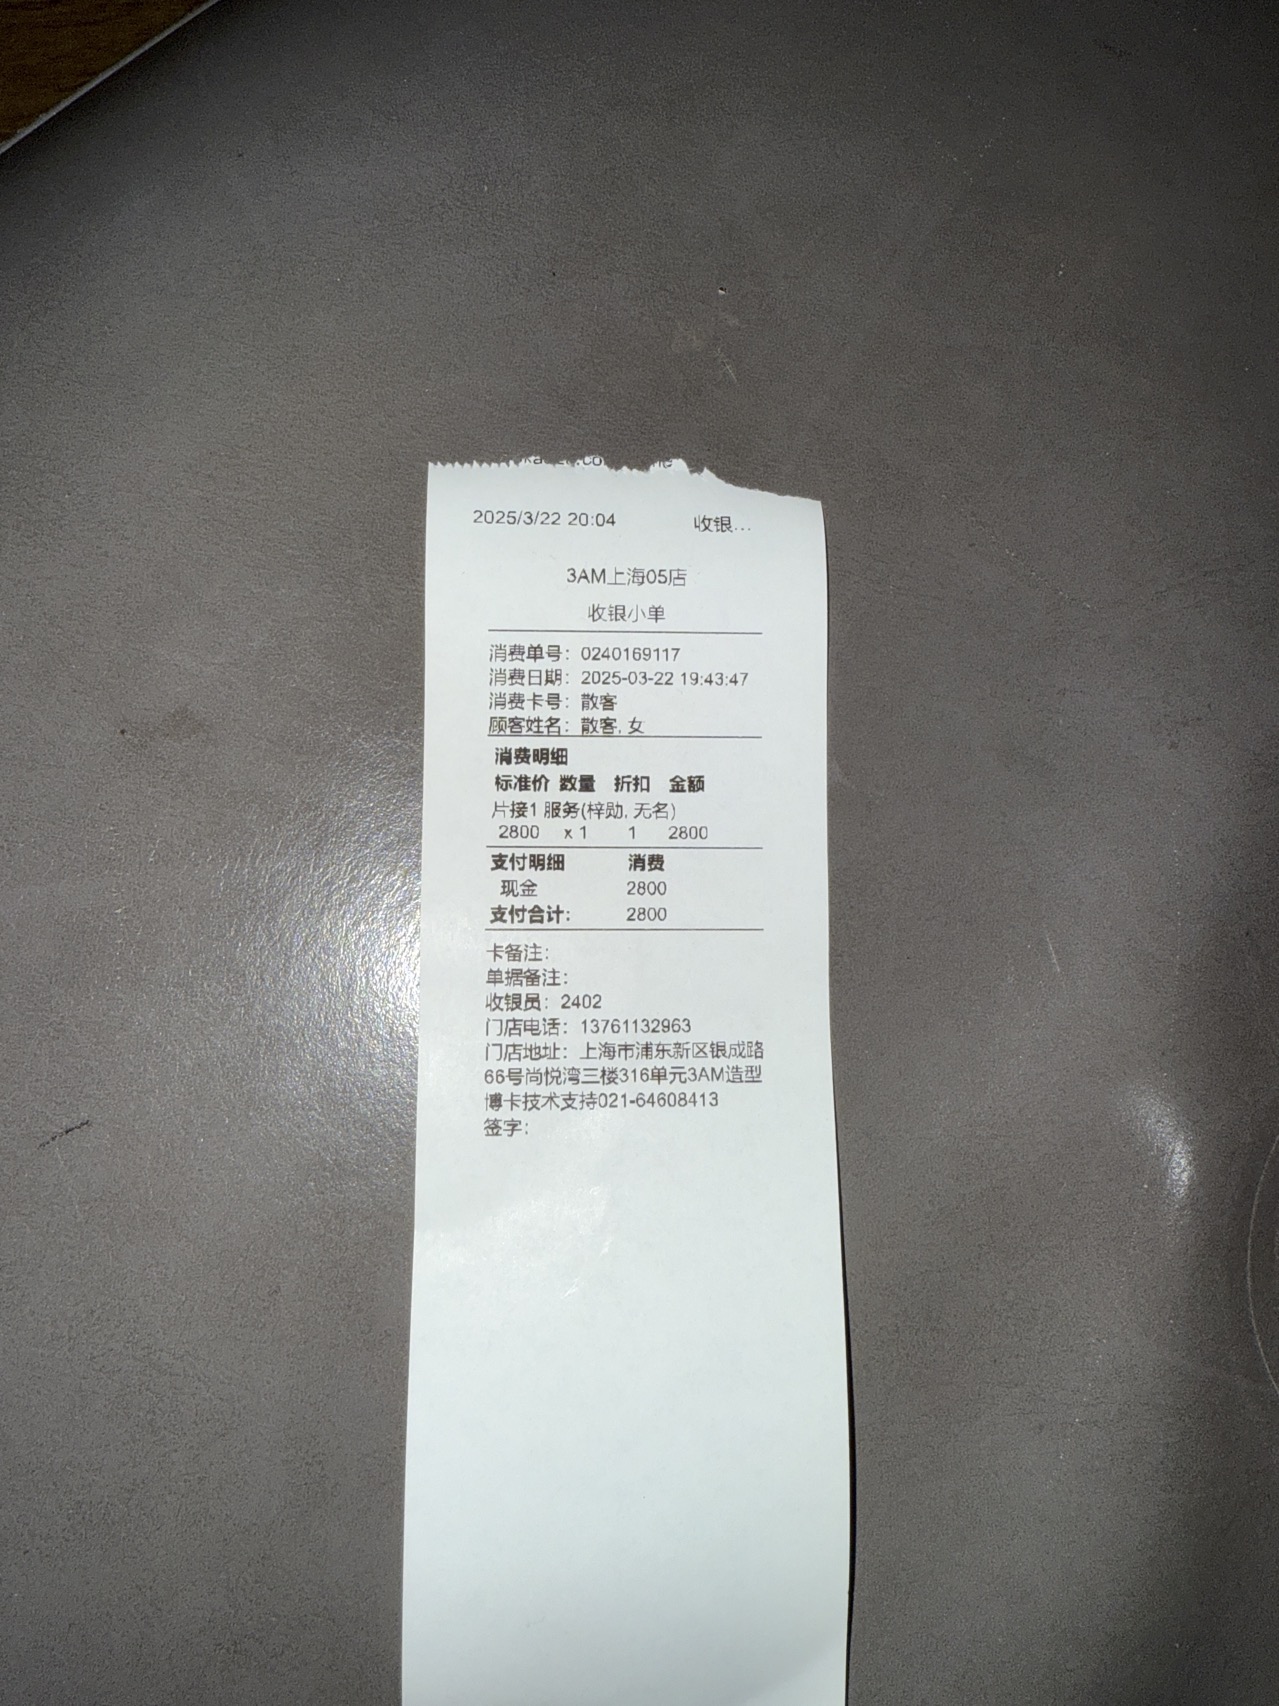 2025/3/22 20:04 收银...
3AM上海05店
收银小单
消费单号：0240169117
消费日期：2025-03-22 19:43:47
消费卡号：散客
顾客姓名：散客, 女
消费明细
标准价 数量 折扣 金额
片接1 服务(梓勋, 无名)
2800 x 1 1 2800
支付明细 消费
现金 2800
支付合计： 2800
卡备注：
单据备注：
收银员：2402
门店电话：13761132963
门店地址：上海市浦东新区银成路
66号尚悦湾三楼316单元3AM造型
博卡技术支持021-64608413
签字：